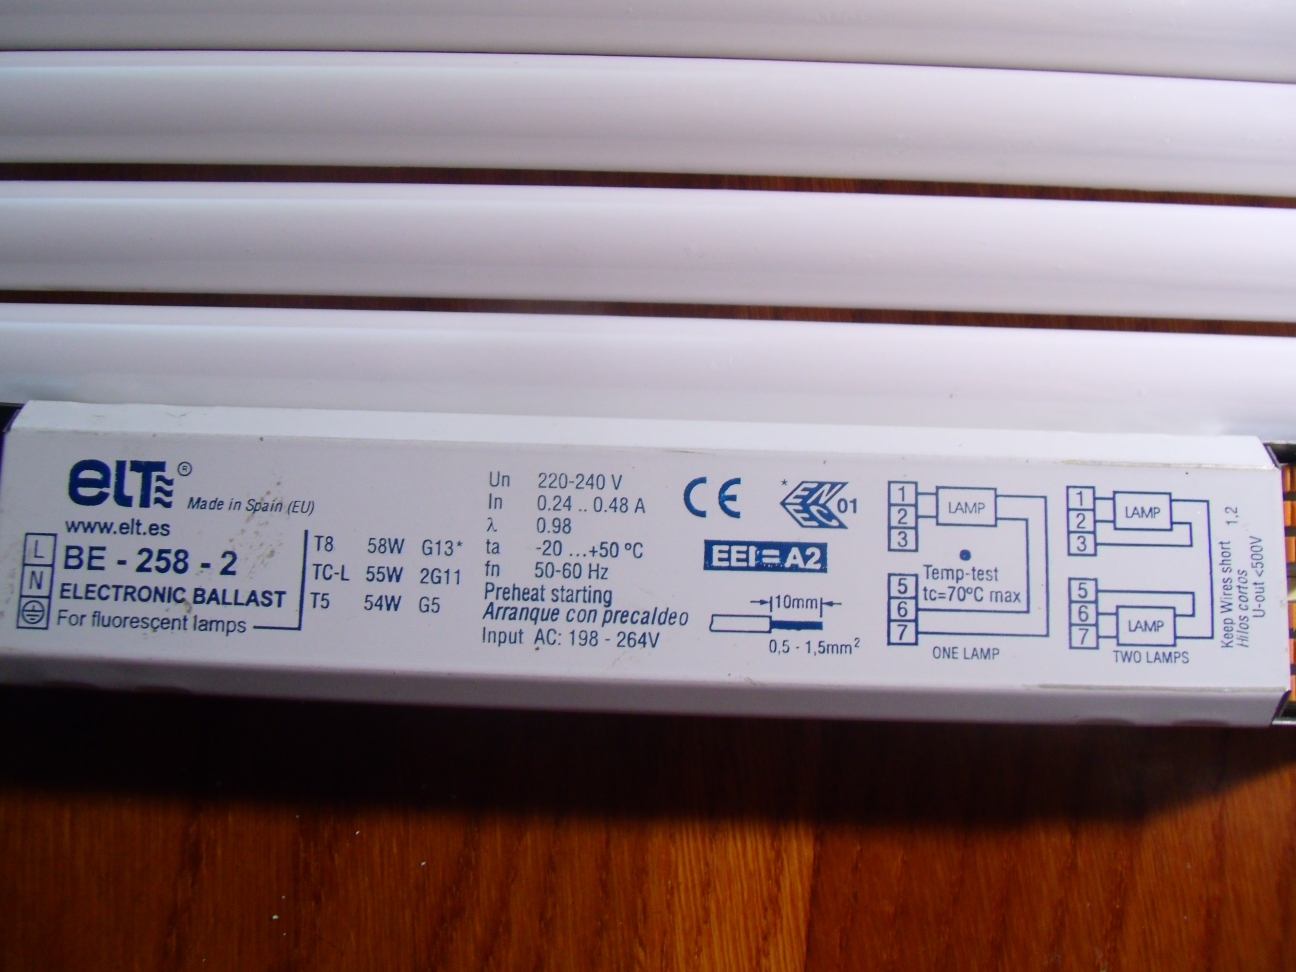 eLT ®
Made in Spain (EU)
www.elt.es
L
N
BE - 258 - 2
ELECTRONIC BALLAST
For fluorescent lamps
T8 58W G13*
TC-L 55W 2G11
T5 54W G5
Un 220-240 V
In 0.24 .. 0.48 A
λ 0.98
ta -20 ...+50 ºC
fn 50-60 Hz
Preheat starting
Arranque con precaldeo
Input AC: 198 - 264V
CE
* ENEC 01
EEI=A2
10mm
0,5 - 1,5mm²
1
2
3
LAMP
Temp-test
tc=70ºC max
5
6
7
ONE LAMP
1
2
3
LAMP
5
6
7
LAMP
TWO LAMPS
Keep Wires short 1,2
Hilos cortos
U-out <500V